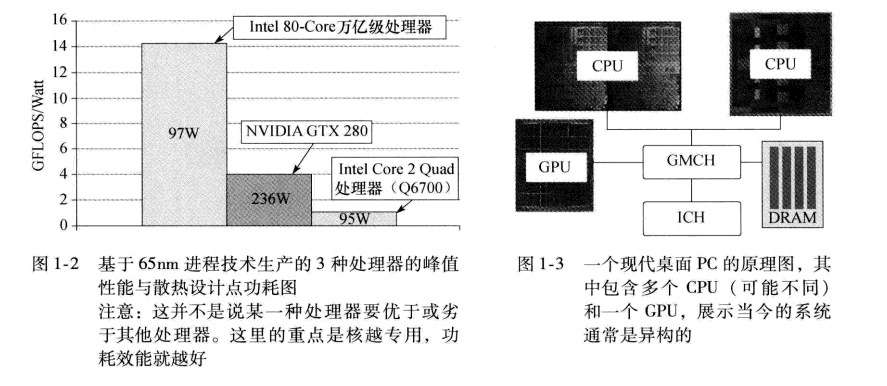 16
14
12
10
8
6
4
2
0
GFLOPS/Watt
Intel 80-Core万亿级处理器
97W
NVIDIA GTX 280
236W
Intel Core 2 Quad
处理器（Q6700）
95W
图 1-2 基于 65nm 进程技术生产的 3 种处理器的峰值
性能与散热设计点功耗图
注意：这并不是说某一种处理器要优于或劣
于其他处理器。这里的重点是核越专用，功
耗效能就越好
CPU
CPU
GPU
GMCH
ICH
DRAM
图 1-3 一个现代桌面 PC 的原理图，其
中包含多个 CPU（可能不同）
和一个 GPU，展示当今的系统
通常是异构的